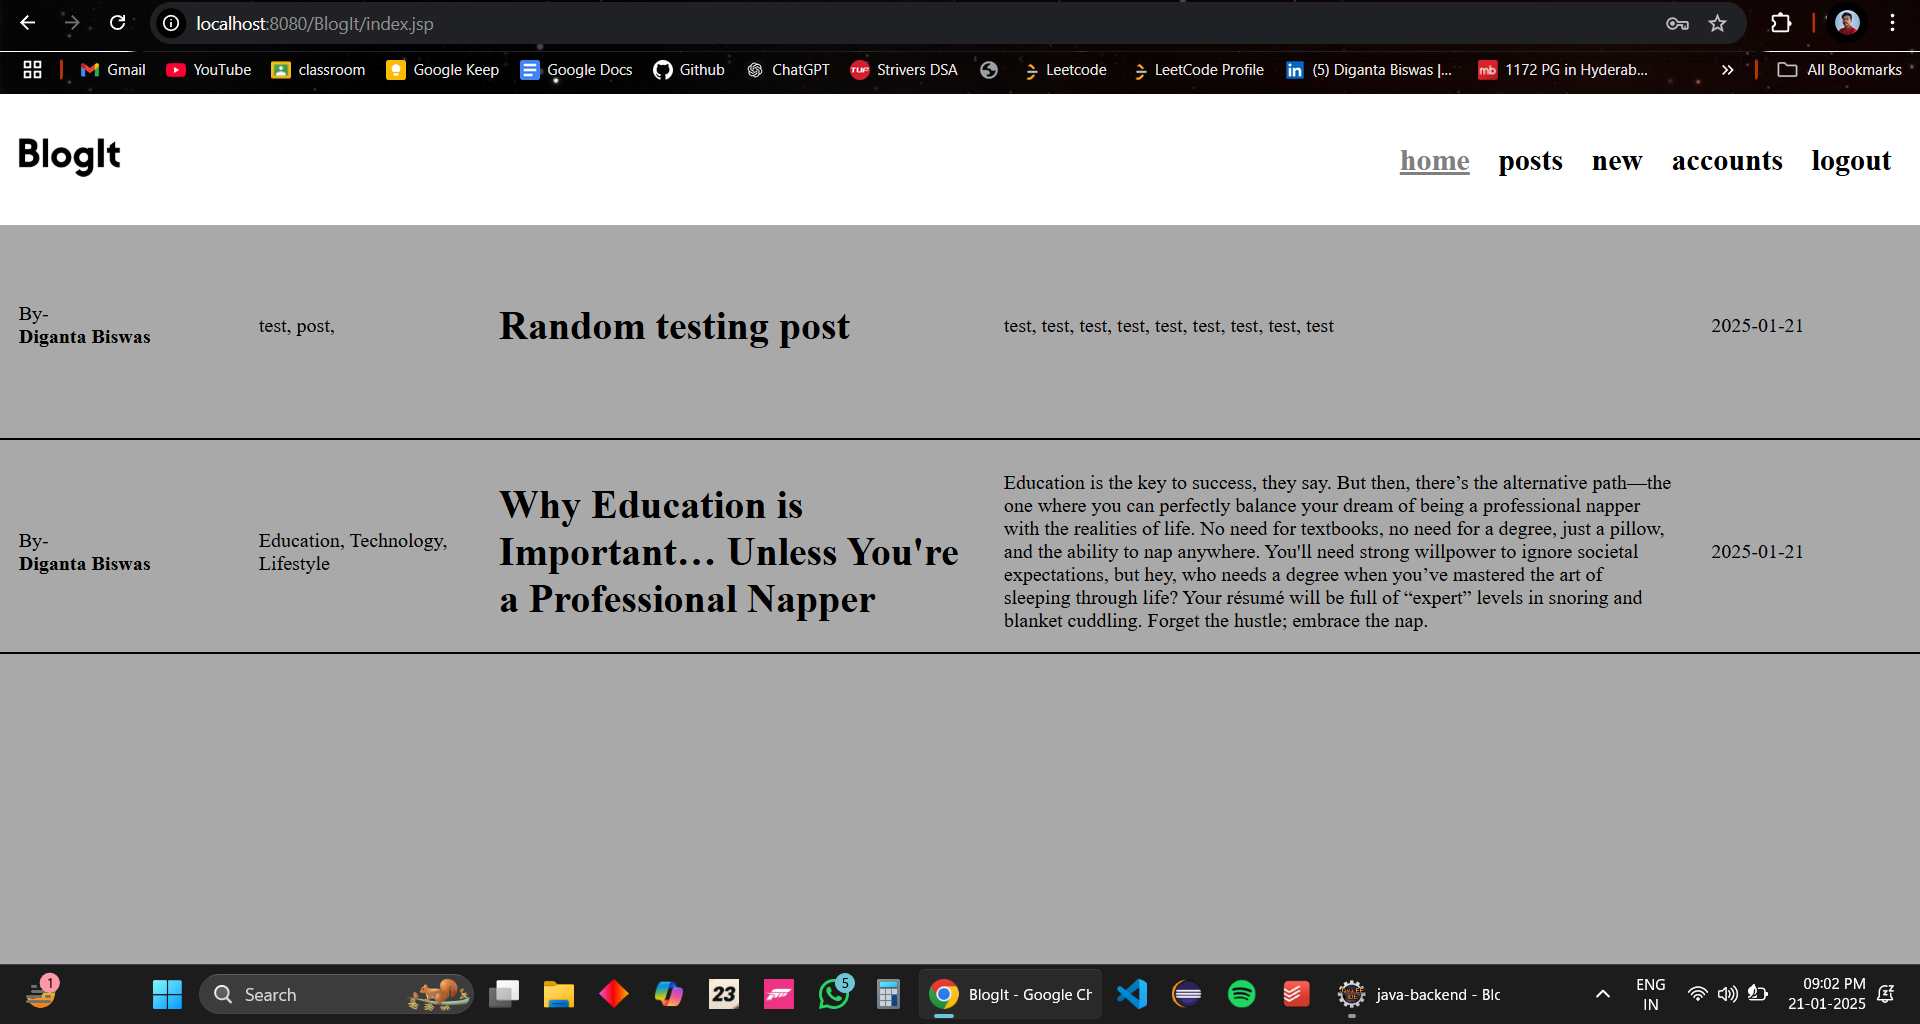 localhost:8080/BlogIt/index.jsp
Gmail YouTube classroom Google Keep Google Docs Github ChatGPT TUF Strivers DSA Leetcode LeetCode Profile in (5) Diganta Biswas |... mb 1172 PG in Hyderab... » All Bookmarks
BlogIt
home posts new accounts logout
By-
Diganta Biswas
test, post,
Random testing post
test, test, test, test, test, test, test, test, test
2025-01-21
By-
Diganta Biswas
Education, Technology,
Lifestyle
Why Education is
Important… Unless You're
a Professional Napper
Education is the key to success, they say. But then, there’s the alternative path—the
one where you can perfectly balance your dream of being a professional napper
with the realities of life. No need for textbooks, no need for a degree, just a pillow,
and the ability to nap anywhere. You'll need strong willpower to ignore societal
expectations, but hey, who needs a degree when you’ve mastered the art of
sleeping through life? Your résumé will be full of “expert” levels in snoring and
blanket cuddling. Forget the hustle; embrace the nap.
2025-01-21
1
Search
23
5
BlogIt - Google Ch
java-backend - Blo
ENG
IN
09:02 PM
21-01-2025